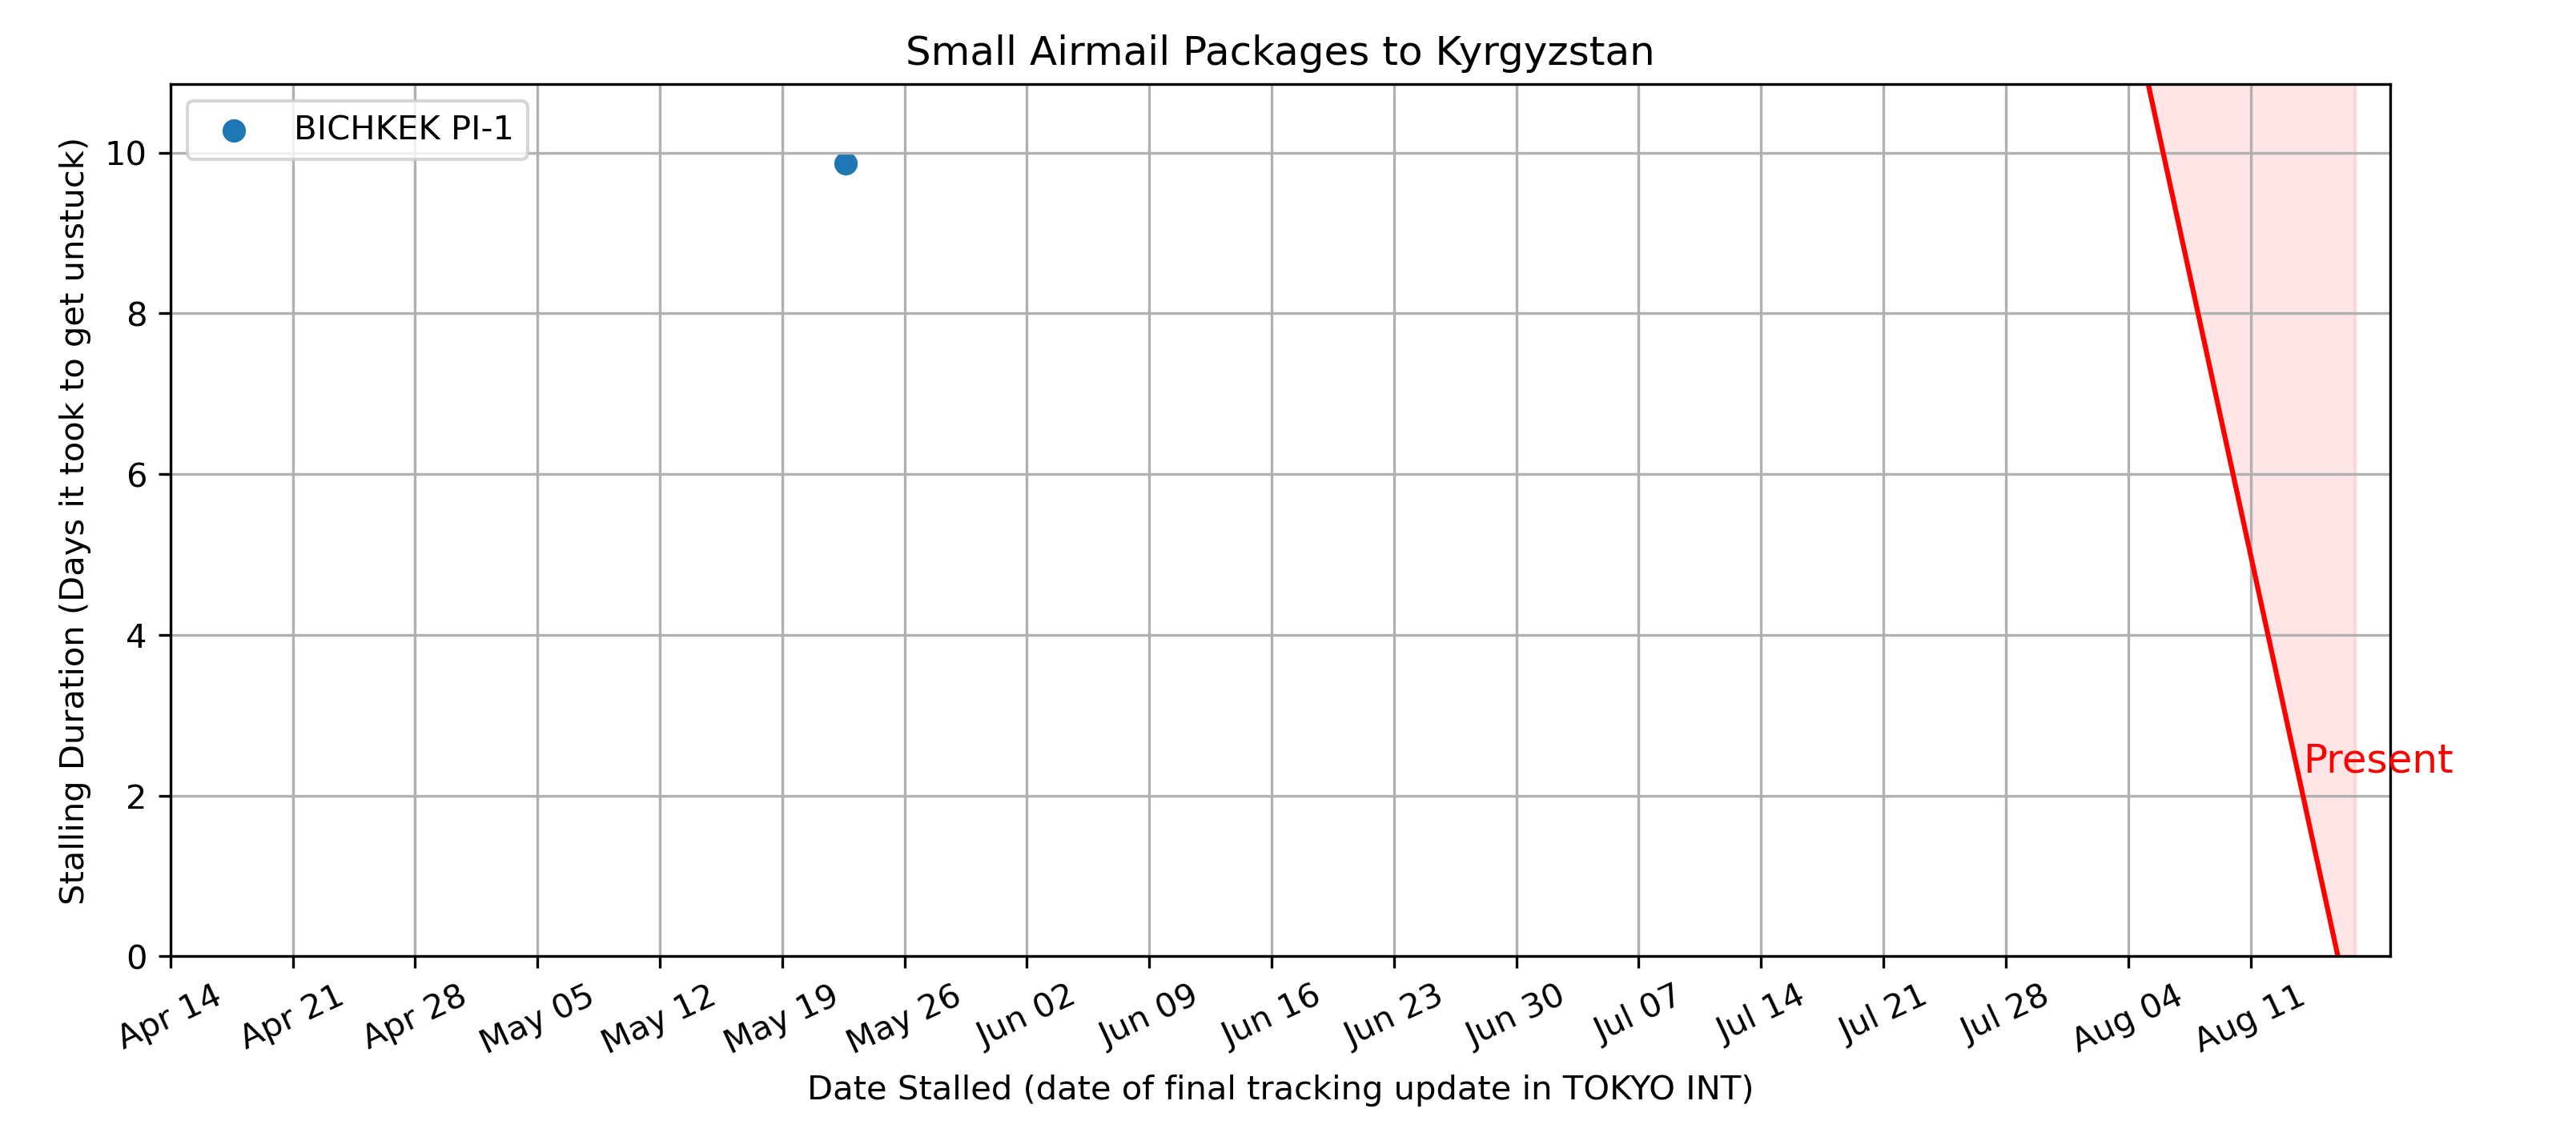 Small Airmail Packages to Kyrgyzstan
BICHKEK PI-1
Stalling Duration (Days it took to get unstuck)
10
8
6
4
2
0
Present
Apr 14
Apr 21
Apr 28
May 05
May 12
May 19
May 26
Jun 02
Jun 09
Jun 16
Jun 23
Jun 30
Jul 07
Jul 14
Jul 21
Jul 28
Aug 04
Aug 11
Date Stalled (date of final tracking update in TOKYO INT)